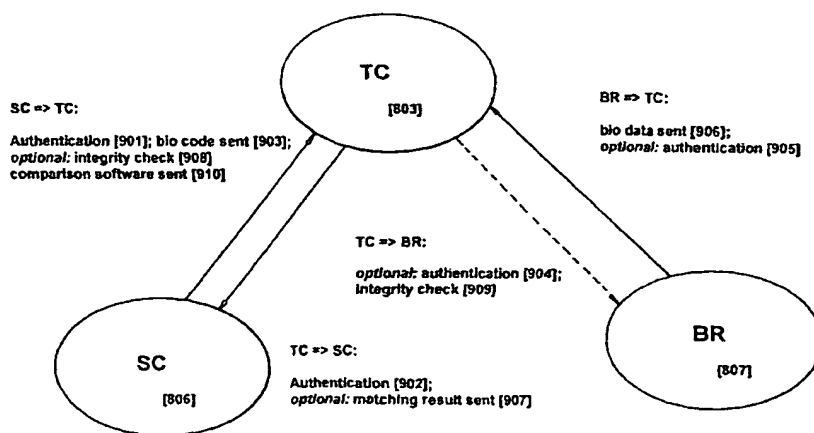 TC
[803]
SC => TC:
Authentication [901]; bio code sent [903];
optional: integrity check [908]
comparison software sent [910]
BR => TC:
bio data sent [906];
optional: authentication [905]
TC => BR:
optional: authentication [904];
integrity check [909]
SC
[806]
TC => SC:
Authentication [902];
optional: matching result sent [907]
BR
[807]